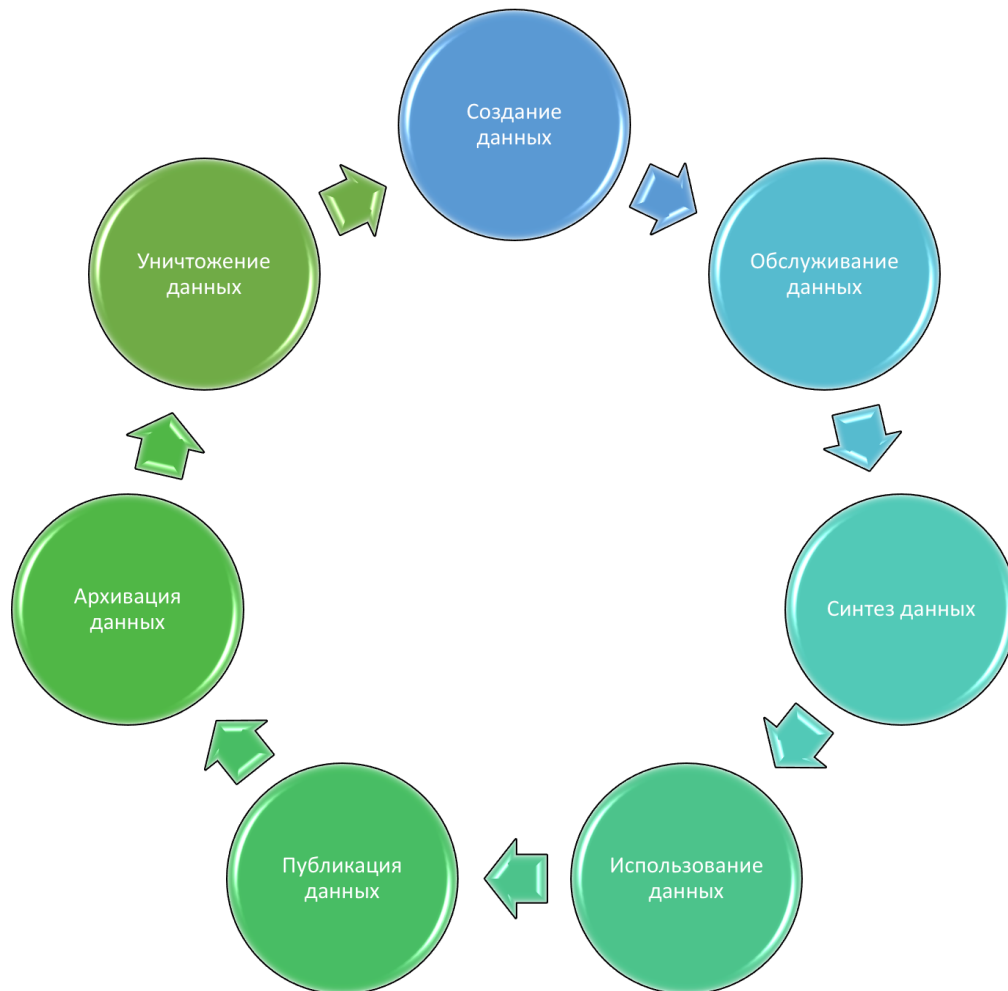 Создание
данных
Обслуживание
данных
Синтез данных
Использование
данных
Публикация
данных
Архивация
данных
Уничтожение
данных